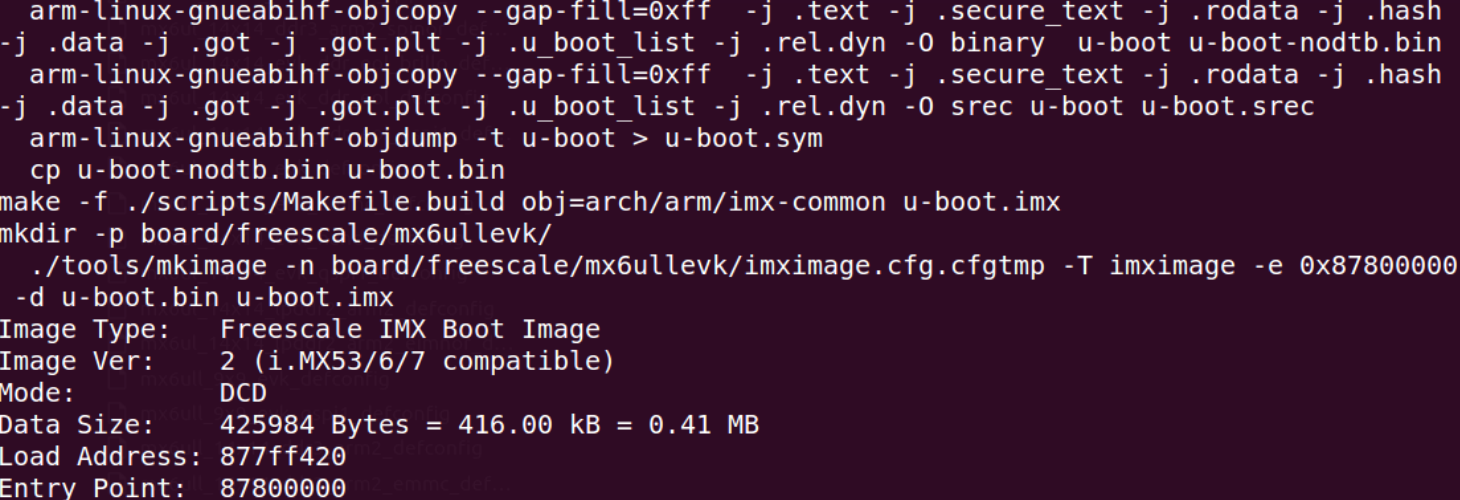 arm-linux-gnueabihf-objcopy --gap-fill=0xff  -j .text -j .secure_text -j .rodata -j .hash
-j .data -j .got -j .got.plt -j .u_boot_list -j .rel.dyn -O binary  u-boot u-boot-nodtb.bin
arm-linux-gnueabihf-objcopy --gap-fill=0xff  -j .text -j .secure_text -j .rodata -j .hash
-j .data -j .got -j .got.plt -j .u_boot_list -j .rel.dyn -O srec u-boot u-boot.srec
arm-linux-gnueabihf-objdump -t u-boot > u-boot.sym
cp u-boot-nodtb.bin u-boot.bin
make -f ./scripts/Makefile.build obj=arch/arm/imx-common u-boot.imx
mkdir -p board/freescale/mx6ullevk/
./tools/mkimage -n board/freescale/mx6ullevk/imximage.cfg.cfgtmp -T imximage -e 0x87800000
-d u-boot.bin u-boot.imx
Image Type:   Freescale IMX Boot Image
Image Ver:    2 (i.MX53/6/7 compatible)
Mode:         DCD
Data Size:    425984 Bytes = 416.00 kB = 0.41 MB
Load Address: 877ff420
Entry Point:  87800000